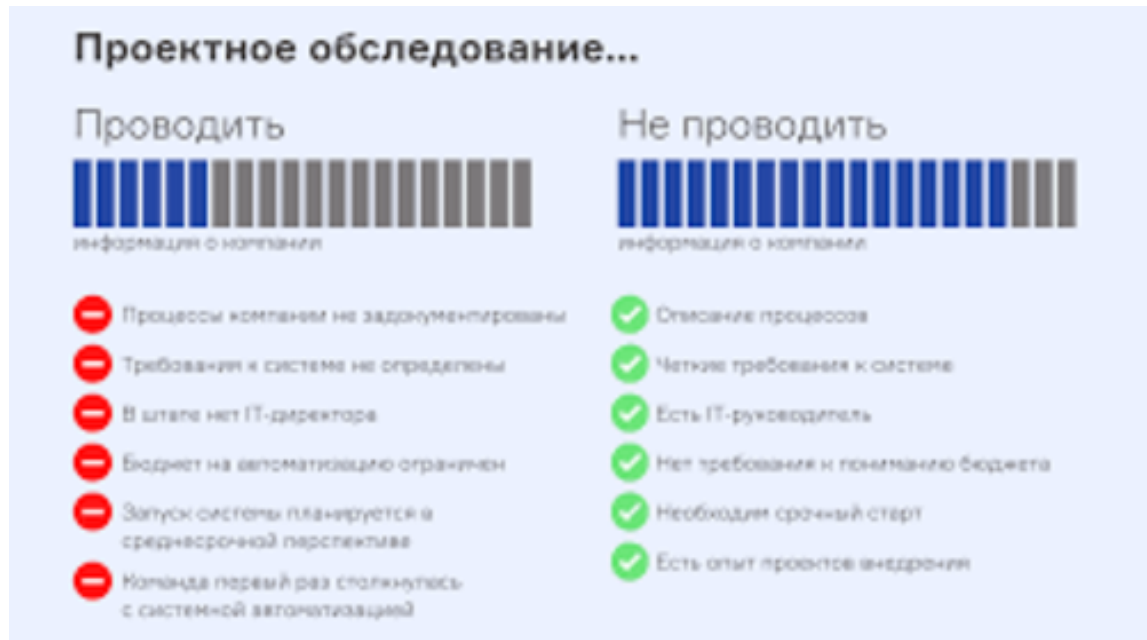 Проектное обследование...
Проводить
информация о компании
Процессы компании не задокументированы
Требования к системе не определены
В штате нет IT-директора
Бюджет на автоматизацию ограничен
Запуск системы планируется в
среднесрочной перспективе
Команда первый раз столкнулась
с системной автоматизацией
Не проводить
информация о компании
Описание процессов
Четкие требования к системе
Есть IT-руководитель
Нет требования к пониманию бюджета
Необходим срочный старт
Есть опыт проектов внедрения